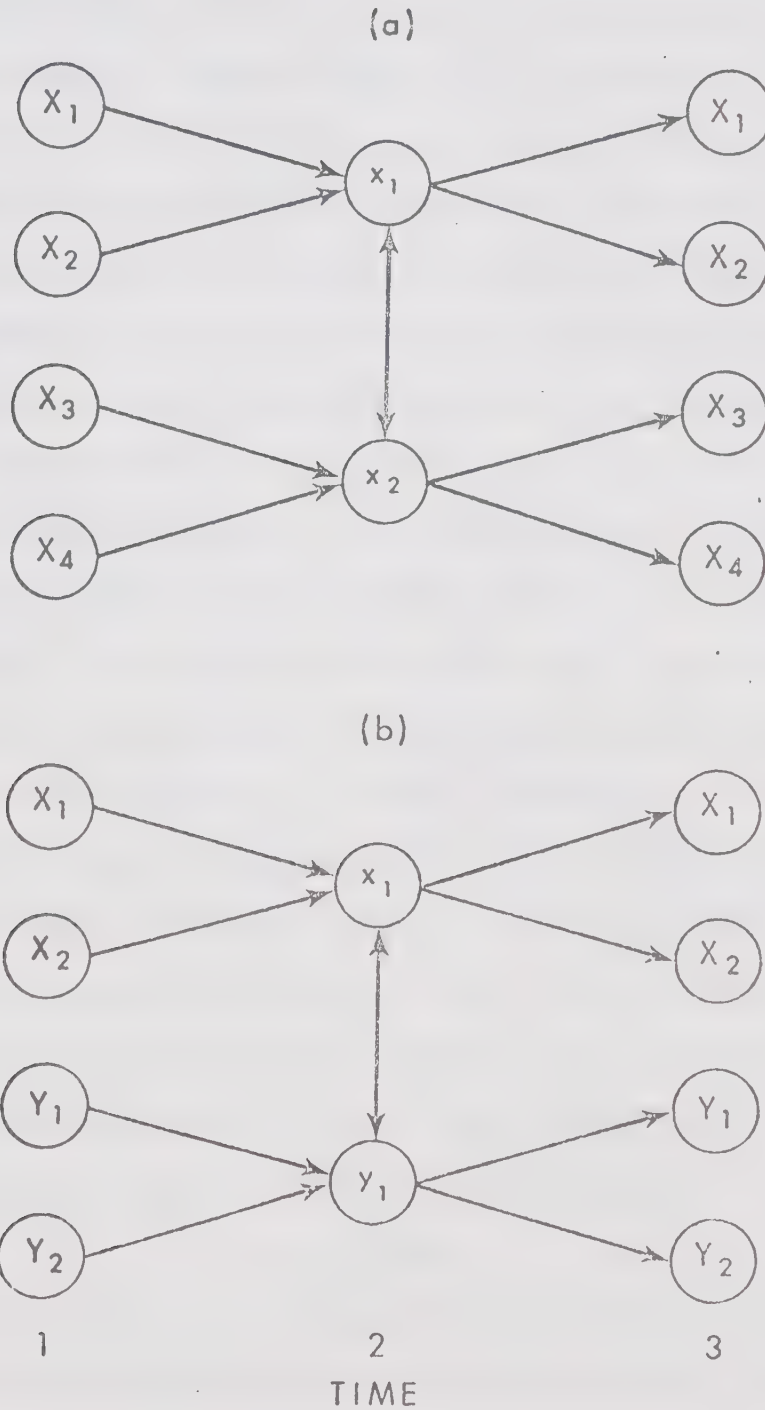 (a)
X₁ X₁
x₁
X₂ X₂
X₃ X₃
x₂
X₄ X₄
(b)
X₁ X₁
x₁
X₂ X₂
Y₁ Y₁
y₁
Y₂ Y₂
1 2 3
TIME